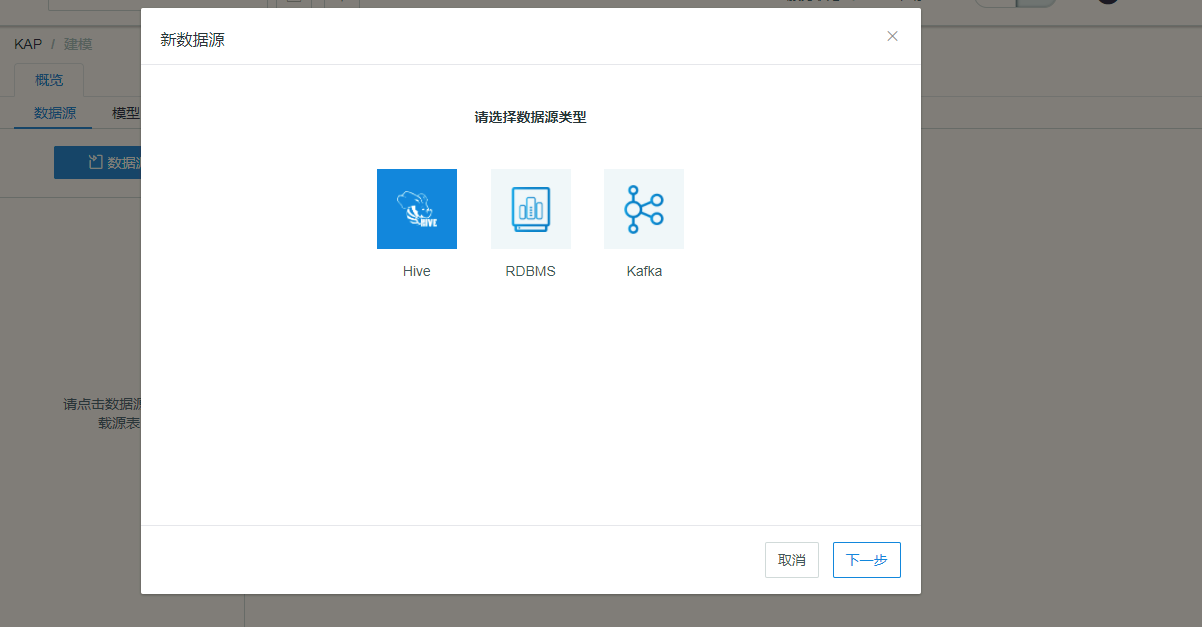 新数据源
KAP / 建模
概览
数据源 模型
数据源
请选择数据源类型
HIVE
Hive RDBMS Kafka
请点击数据源
载源表
取消 下一步